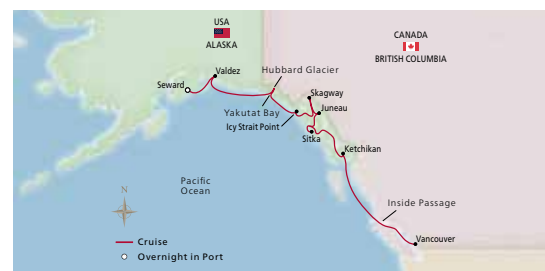 USA
ALASKA
CANADA
BRITISH COLUMBIA
Valdez
Hubbard Glacier
Seward
Skagway
Juneau
Yakutat Bay
Icy Strait Point
Sitka
Ketchikan
Pacific
Ocean
N
Inside Passage
Vancouver
Cruise
Overnight in Port